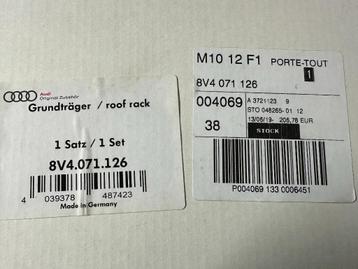 Audi
Original Zubehör
Grundträger / roof rack
1 Satz / 1 Set
8V4.071.126
4 039378 487423
Made in Germany
M10 12 F1 PORTE-TOUT
1
8V4 071 126
004069
A 3721123 9
STO 048265-01 12
13/06/19- 205,78 EUR
38
STOCK
P004069 133 0006451